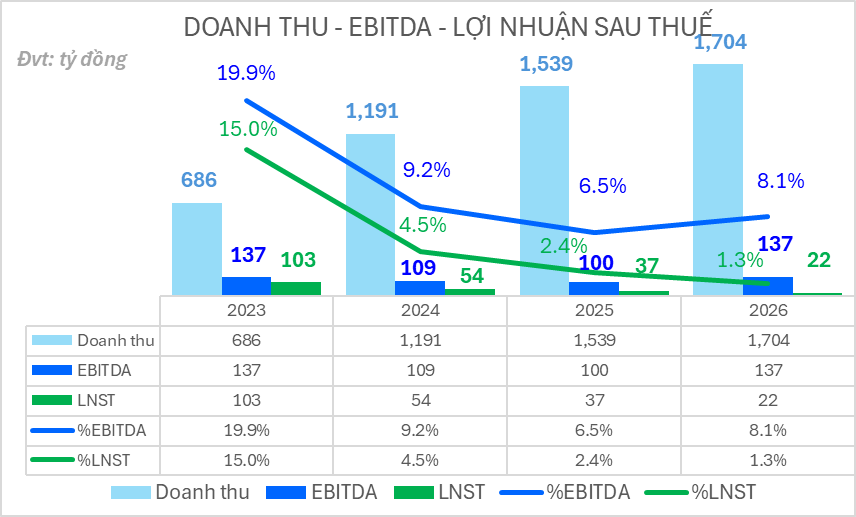 DOANH THU - EBITDA - LỢI NHUẬN SAU THUẾ
Đvt: tỷ đồng
686
1,191
1,539
1,704
19.9%
9.2%
6.5%
8.1%
15.0%
4.5%
2.4%
1.3%
137
109
100
137
103
54
37
22
2023 2024 2025 2026
Doanh thu 686 1,191 1,539 1,704
EBITDA 137 109 100 137
LNST 103 54 37 22
%EBITDA 19.9% 9.2% 6.5% 8.1%
%LNST 15.0% 4.5% 2.4% 1.3%
Doanh thu EBITDA LNST %EBITDA %LNST